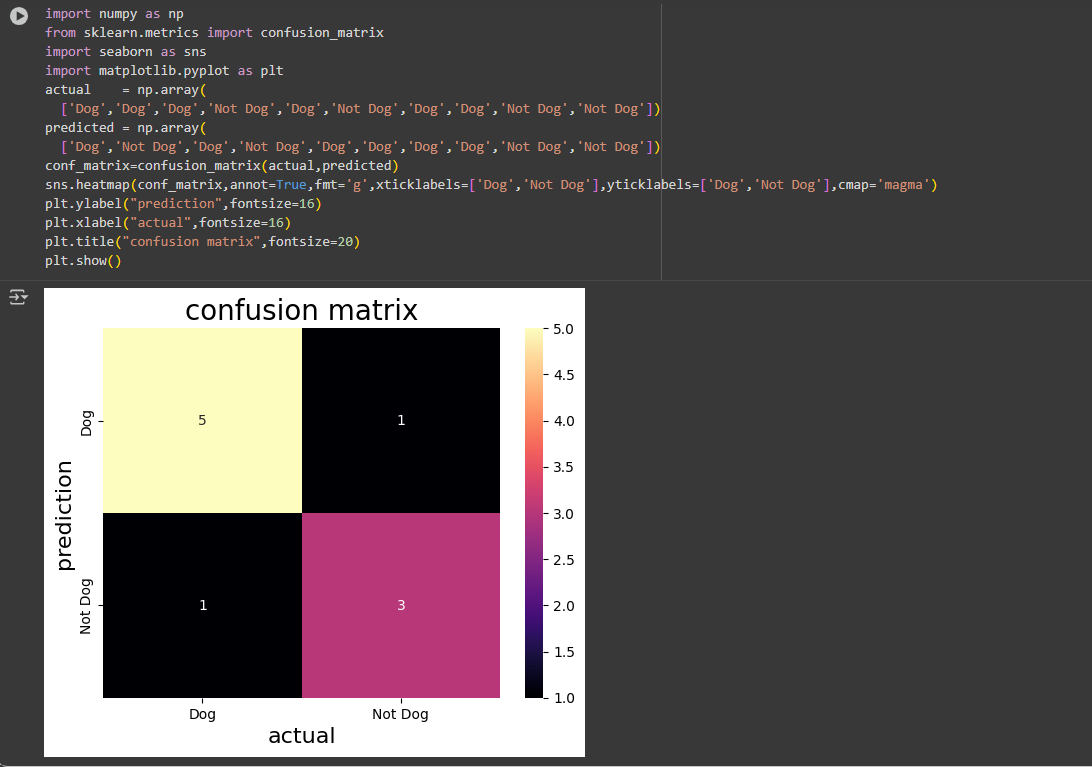 import numpy as np
from sklearn.metrics import confusion_matrix
import seaborn as sns
import matplotlib.pyplot as plt
actual    = np.array(
  ['Dog','Dog','Dog','Not Dog','Dog','Not Dog','Dog','Dog','Not Dog','Not Dog'])
predicted = np.array(
  ['Dog','Not Dog','Dog','Not Dog','Dog','Dog','Dog','Dog','Not Dog','Not Dog'])
conf_matrix=confusion_matrix(actual,predicted)
sns.heatmap(conf_matrix,annot=True,fmt='g',xticklabels=['Dog','Not Dog'],yticklabels=['Dog','Not Dog'],cmap='magma')
plt.ylabel("prediction",fontsize=16)
plt.xlabel("actual",fontsize=16)
plt.title("confusion matrix",fontsize=20)
plt.show()
confusion matrix
prediction
Dog
Not Dog
5
1
1
3
Dog
Not Dog
actual
5.0
4.5
4.0
3.5
3.0
2.5
2.0
1.5
1.0